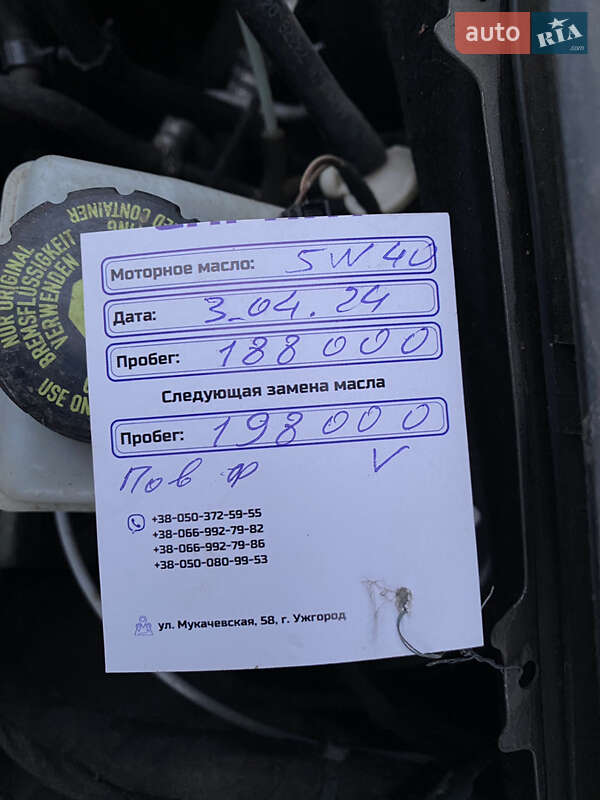 auto RIA .com
NUR ORIGINAL
BREMSFLÜSSIGKEIT
VERWENDEN
USE ON
ED CONTAINER
Моторное масло: 5W40
Дата: 3-04.24
Пробег: 188000
Следующая замена масла
Пробег: 198000
Пов ф V
+38-050-372-59-55
+38-066-992-79-82
+38-066-992-79-86
+38-050-080-99-53
ул. Мукачевская, 58, г. Ужгород